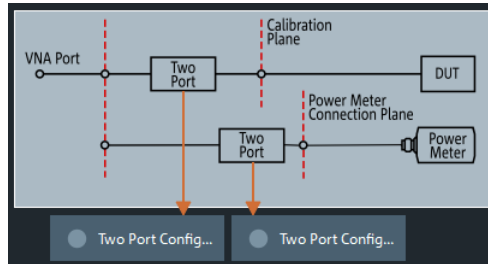 Calibration
Plane
VNA Port
Two
Port
DUT
Power Meter
Connection Plane
Two
Port
Power
Meter
Two Port Config...
Two Port Config...